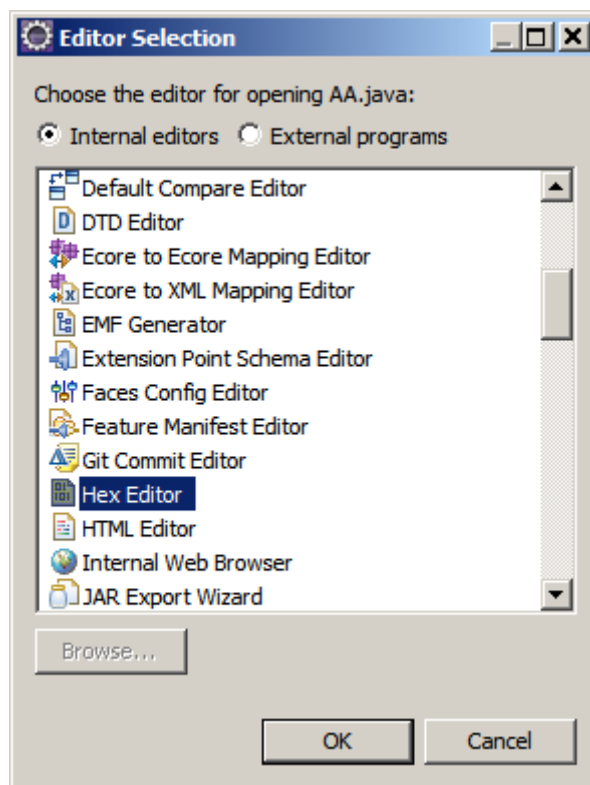 Editor Selection
Choose the editor for opening AA.java:
Internal editors External programs
Default Compare Editor
DTD Editor
Ecore to Ecore Mapping Editor
Ecore to XML Mapping Editor
EMF Generator
Extension Point Schema Editor
Faces Config Editor
Feature Manifest Editor
Git Commit Editor
Hex Editor
HTML Editor
Internal Web Browser
JAR Export Wizard
Browse...
OK Cancel